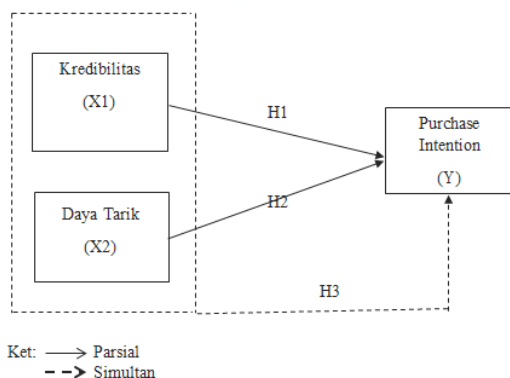 Kredibilitas
(X1)
H1
Purchase
Intention
(Y)
Daya Tarik
(X2)
H2
H3
Ket: Parsial
Simultan